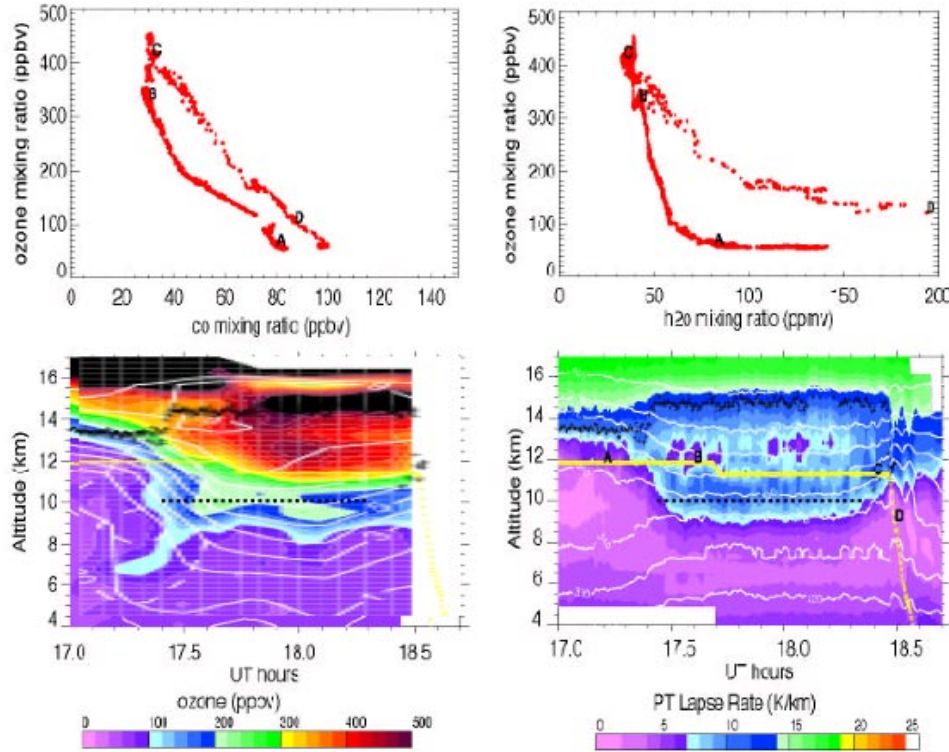 500
400
300
200
100
0
ozone mixing ratio (ppbv)
C
B
D
A
0 20 40 60 80 100 120 140
co mixing ratio (ppbv)
500
400
300
200
100
0
ozone mixing ratio (ppbv)
C
B
A
D
0 50 100 150 200
h2o mixing ratio (ppmv)
16
14
12
10
8
6
4
Altitude (km)
17.0 17.5 18.0 18.5
UT hours
ozone (ppbv)
0 100 200 200 300 400 500
16
14
12
10
8
6
4
Altitude (km)
A B C
D
17.0 17.5 18.0 18.5
UT hours
PT Lapse Rate (K/km)
0 5 10 15 20 25